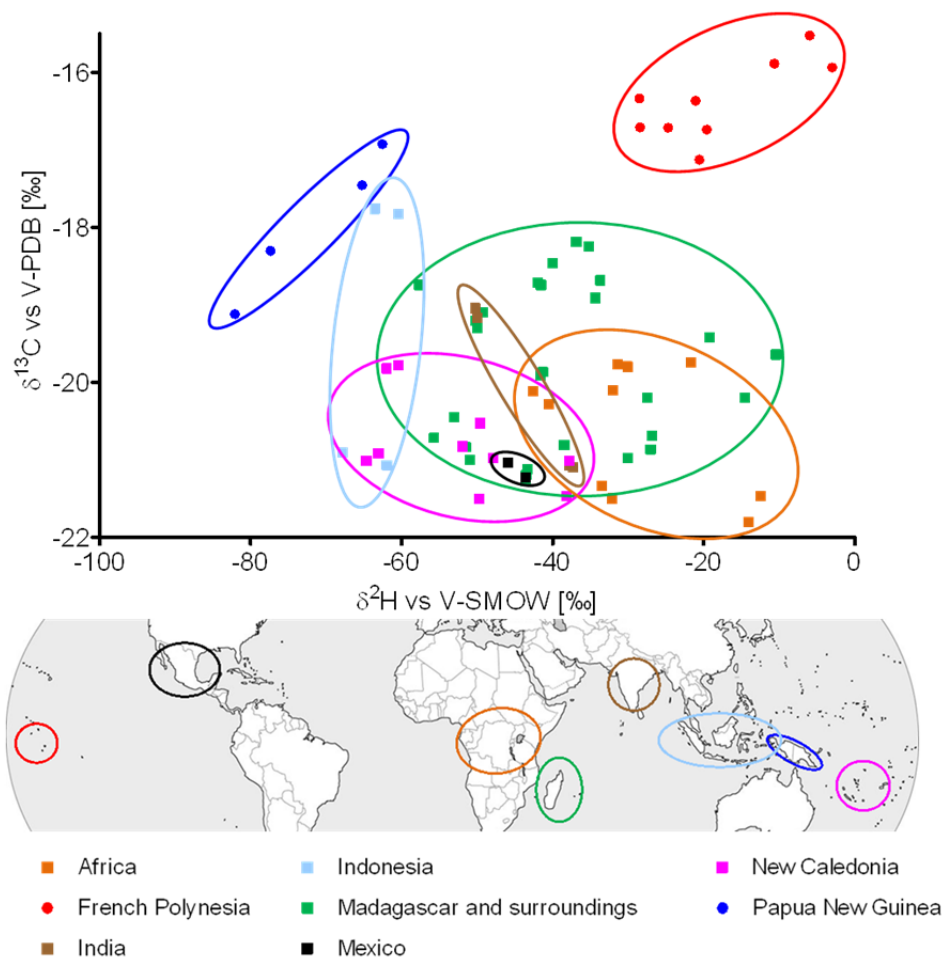 δ13C vs V-PDB [‰]
-16
-18
-20
-22
-100
-80
-60
-40
-20
0
δ2H vs V-SMOW [‰]
Africa
Indonesia
New Caledonia
French Polynesia
Madagascar and surroundings
Papua New Guinea
India
Mexico